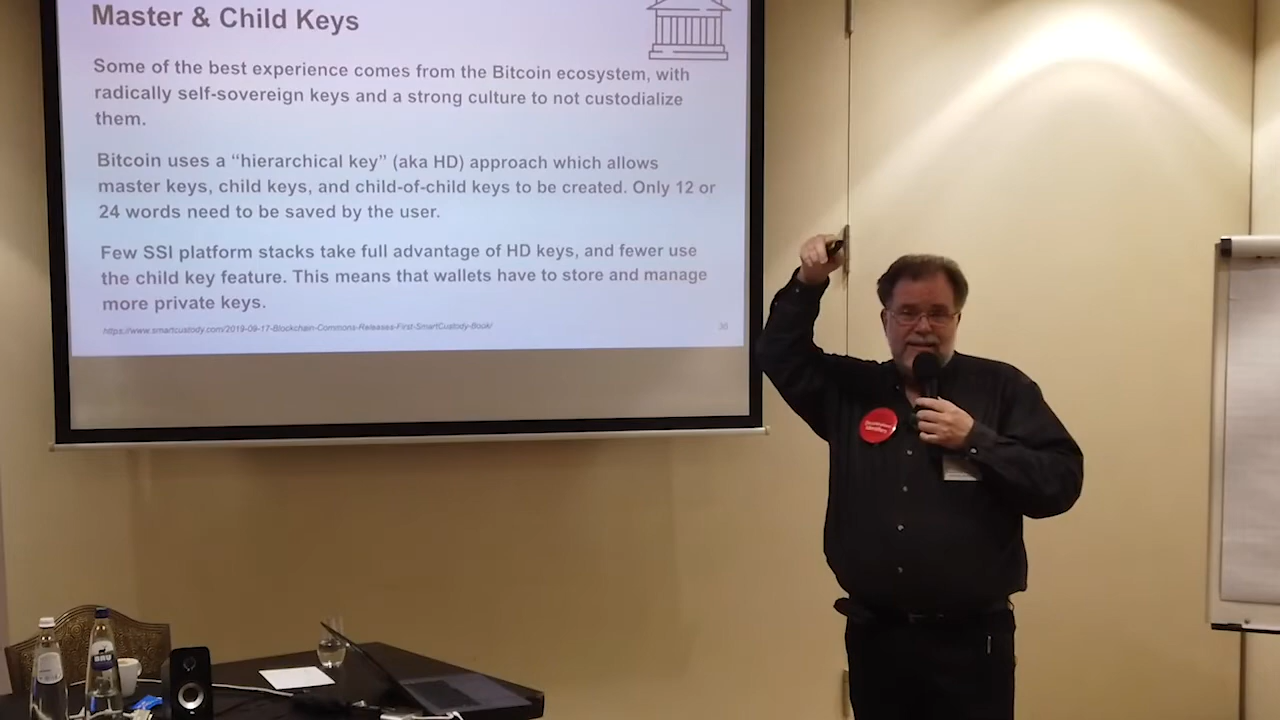 Master & Child Keys
Some of the best experience comes from the Bitcoin ecosystem, with
radically self-sovereign keys and a strong culture to not custodialize
them.
Bitcoin uses a “hierarchical key” (aka HD) approach which allows
master keys, child keys, and child-of-child keys to be created. Only 12 or
24 words need to be saved by the user.
Few SSI platform stacks take full advantage of HD keys, and fewer use
the child key feature. This means that wallets have to store and manage
more private keys.
https://www.smartcustody.com/2019-09-17-Blockchain-Commons-Releases-First-SmartCustody-Book/
BRU